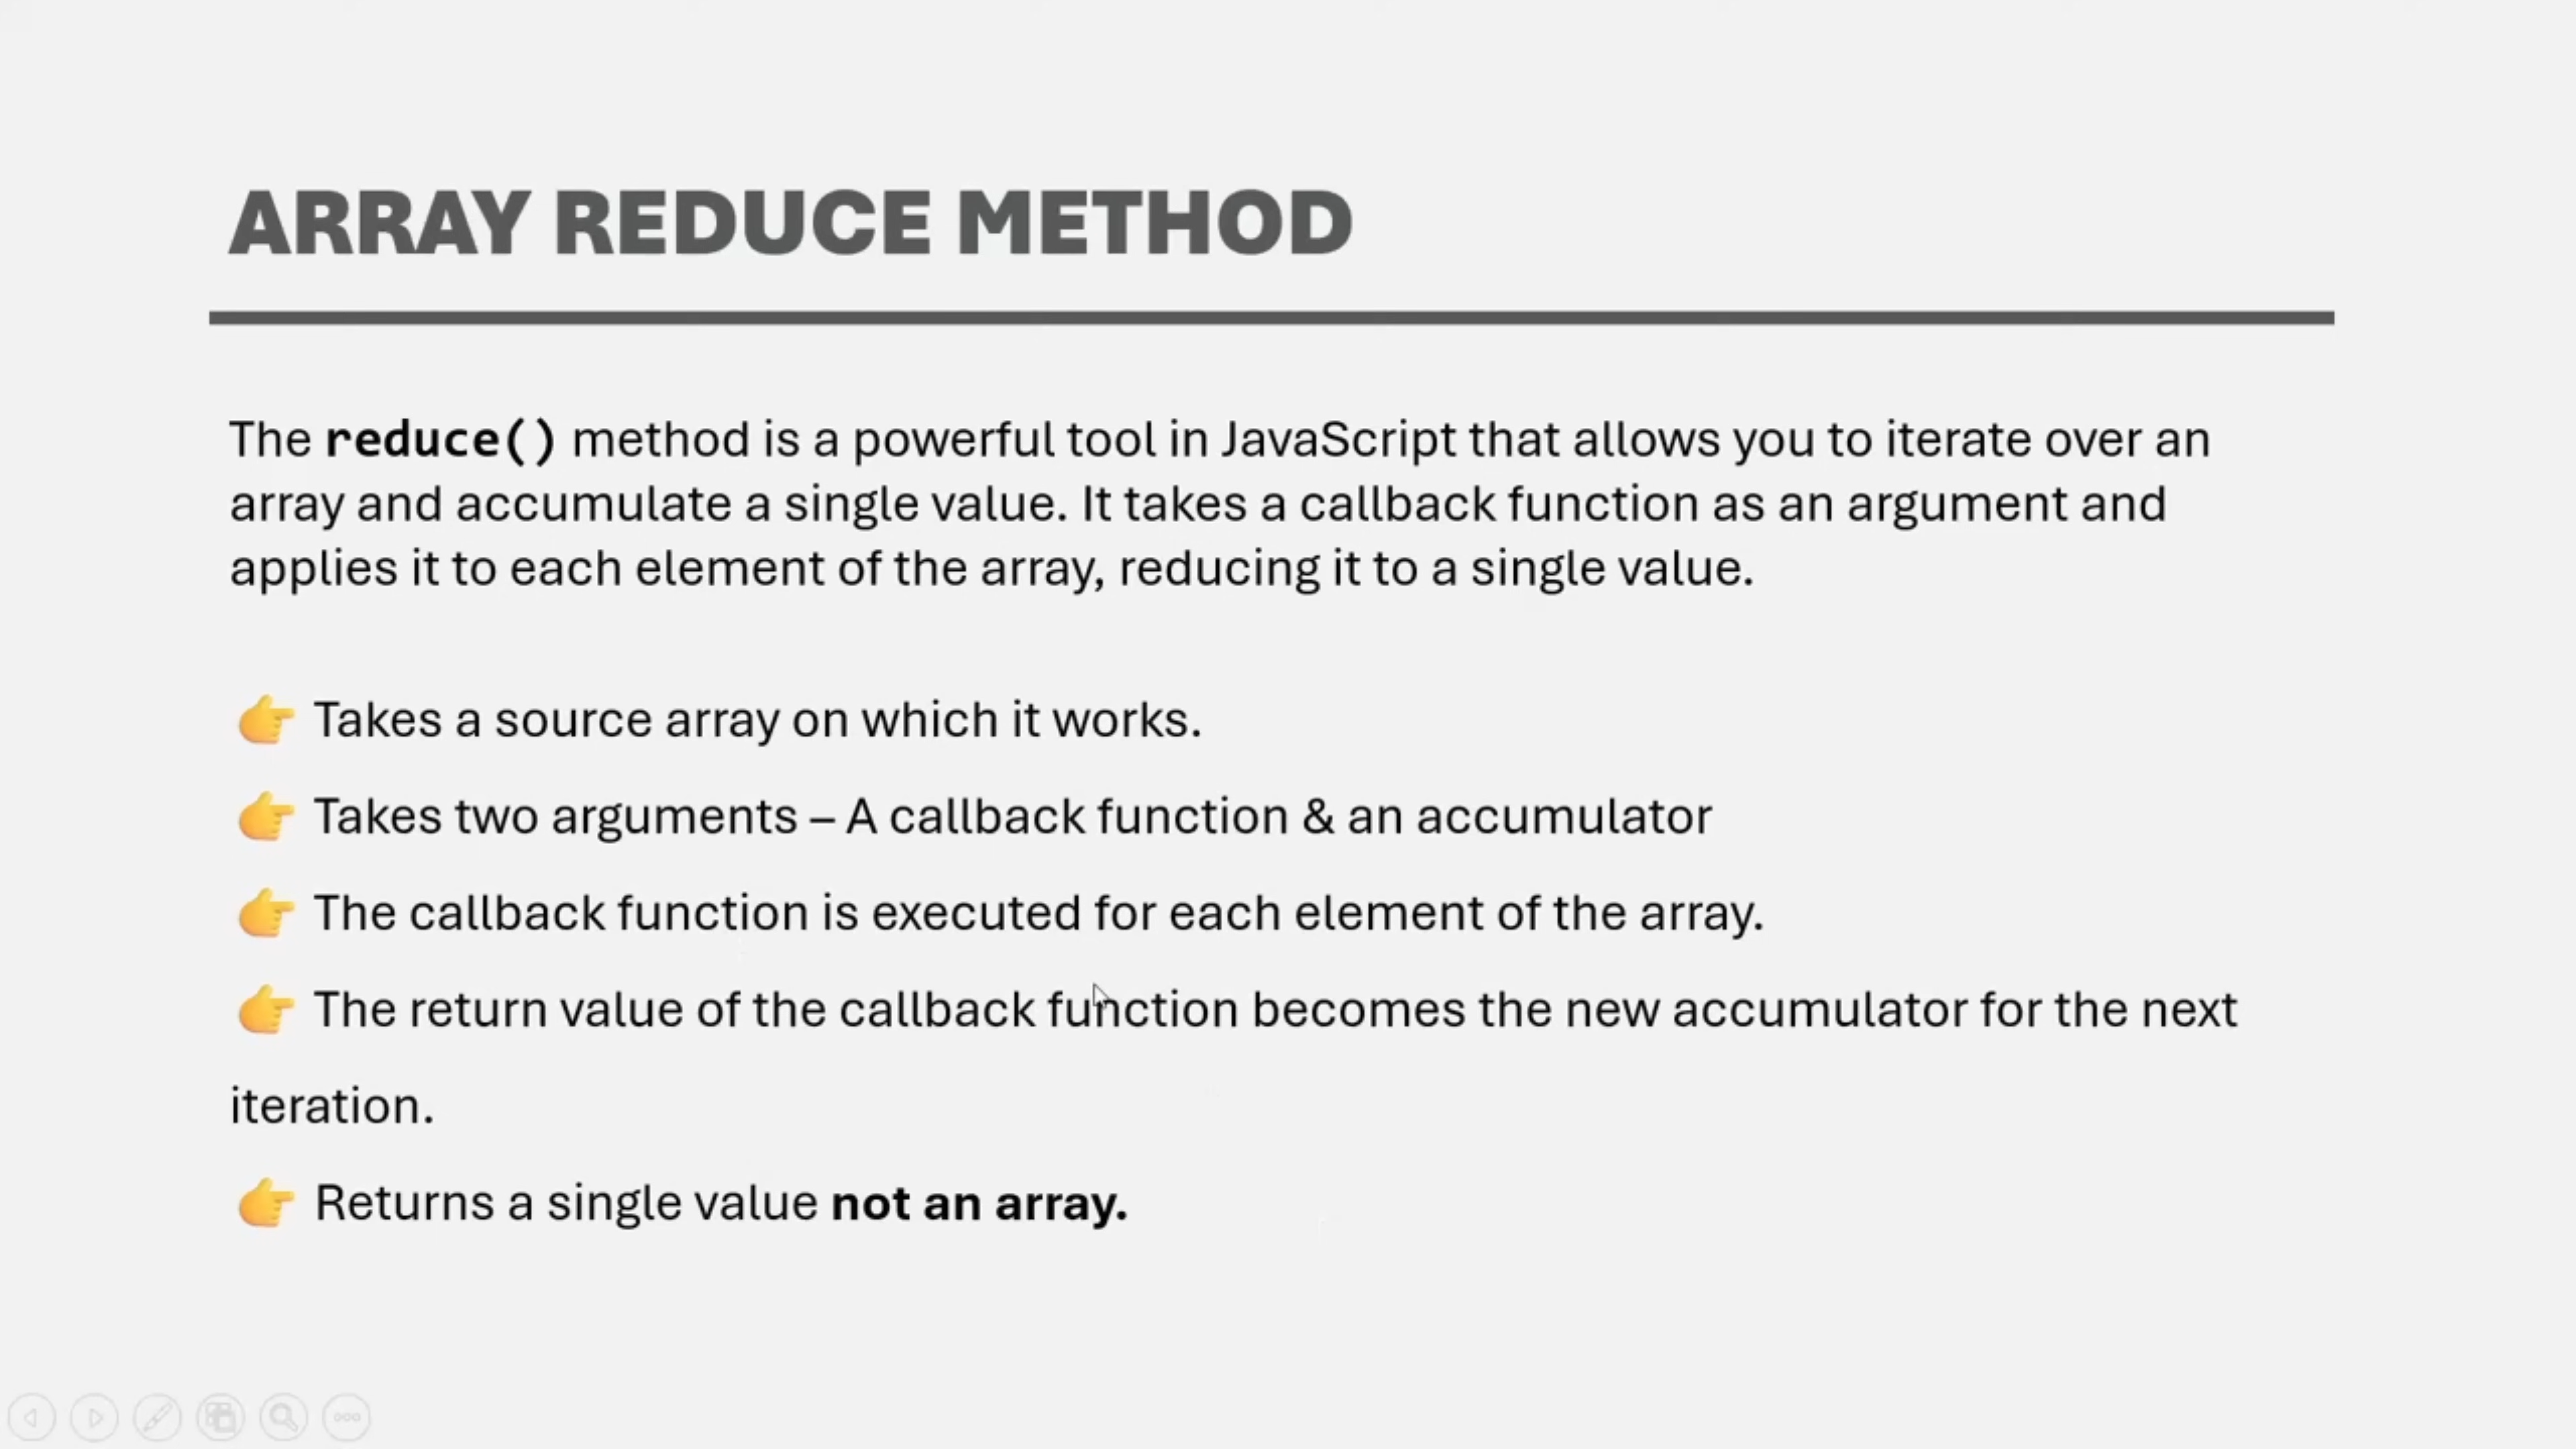 ARRAY REDUCE METHOD
The reduce() method is a powerful tool in JavaScript that allows you to iterate over an
array and accumulate a single value. It takes a callback function as an argument and
applies it to each element of the array, reducing it to a single value.
👉 Takes a source array on which it works.
👉 Takes two arguments – A callback function & an accumulator
👉 The callback function is executed for each element of the array.
👉 The return value of the callback function becomes the new accumulator for the next
iteration.
👉 Returns a single value not an array.